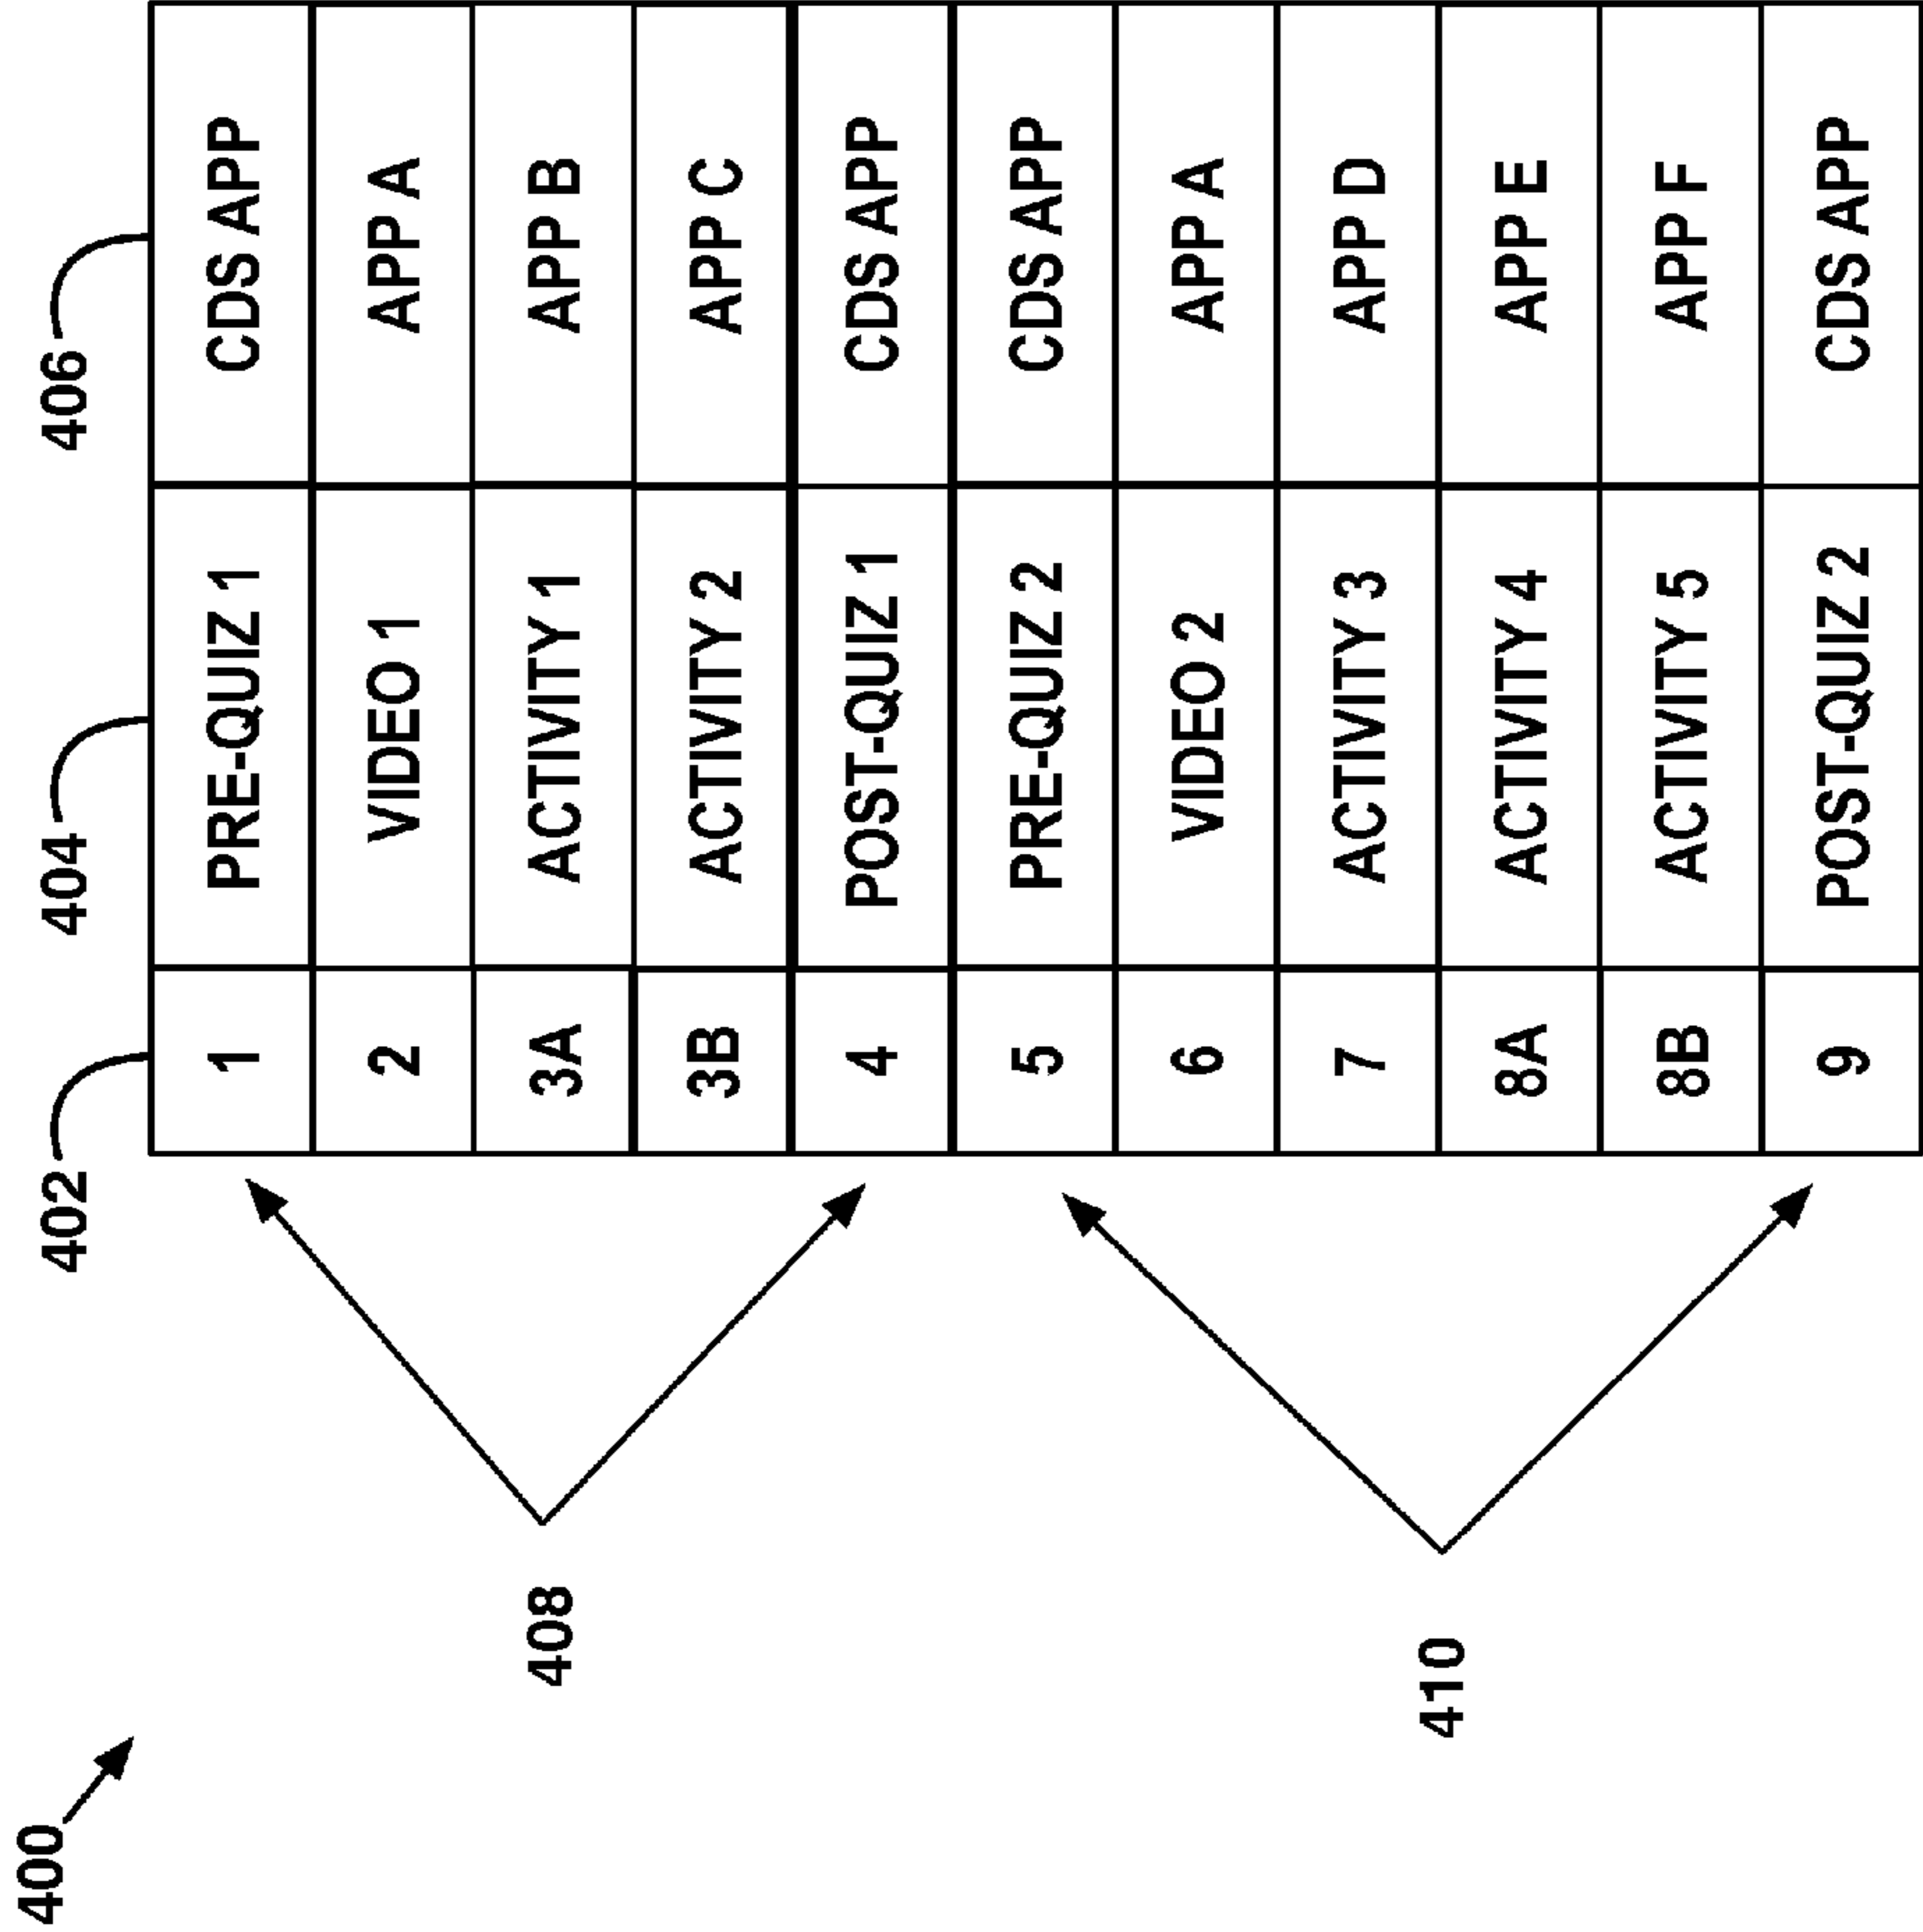 400
402
404
406
1 PRE-QUIZ 1 CDS APP
2 VIDEO 1 APP A
3A ACTIVITY 1 APP B
3B ACTIVITY 2 APP C
4 POST-QUIZ 1 CDS APP
5 PRE-QUIZ 2 CDS APP
6 VIDEO 2 APP A
7 ACTIVITY 3 APP D
8A ACTIVITY 4 APP E
8B ACTIVITY 5 APP F
9 POST-QUIZ 2 CDS APP
408
410